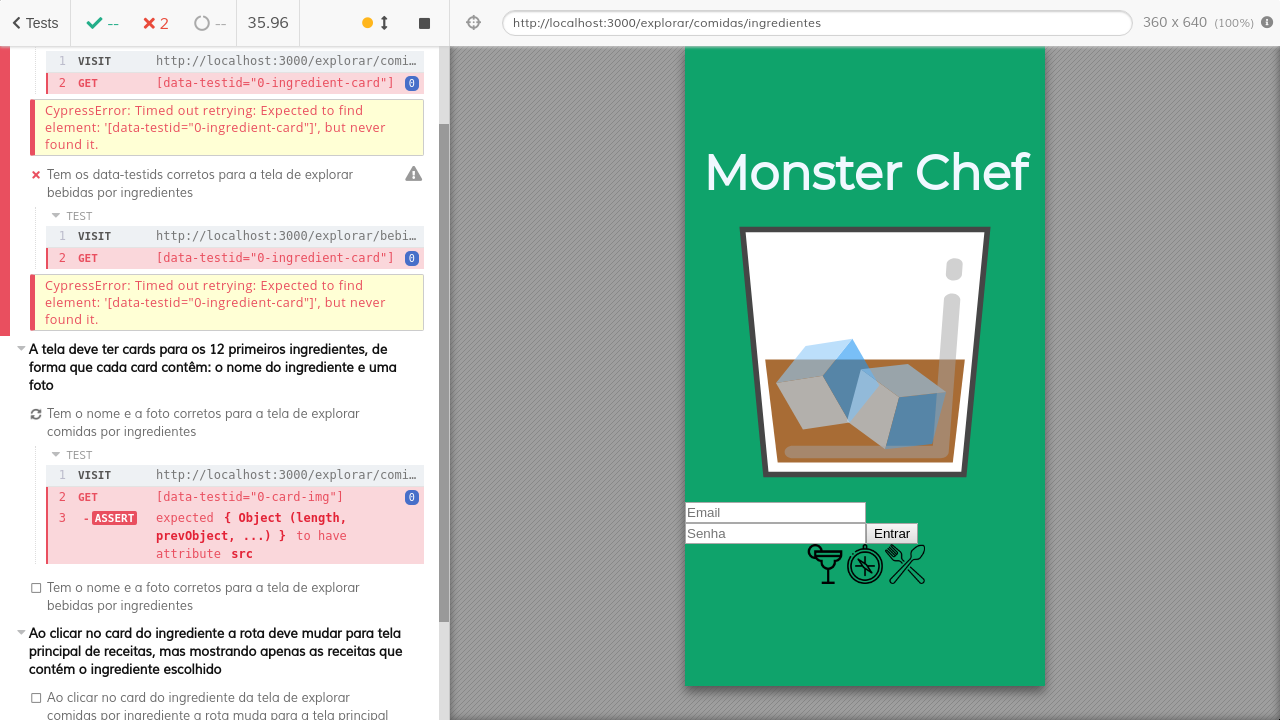 Tests
--
2
--
35.96
http://localhost:3000/explorar/comidas/ingredientes
360 x 640 (100%)
1 VISIT http://localhost:3000/explorar/comi…
2 GET [data-testid="0-ingredient-card"] 0
CypressError: Timed out retrying: Expected to find
element: '[data-testid="0-ingredient-card"]', but never
found it.
Tem os data-testids corretos para a tela de explorar
bebidas por ingredientes
TEST
1 VISIT http://localhost:3000/explorar/bebi…
2 GET [data-testid="0-ingredient-card"] 0
CypressError: Timed out retrying: Expected to find
element: '[data-testid="0-ingredient-card"]', but never
found it.
A tela deve ter cards para os 12 primeiros ingredientes, de
forma que cada card contêm: o nome do ingrediente e uma
foto
Tem o nome e a foto corretos para a tela de explorar
comidas por ingredientes
TEST
1 VISIT http://localhost:3000/explorar/comi…
2 GET [data-testid="0-card-img"] 0
3 -ASSERT expected { Object (length,
prevObject, ...) } to have
attribute src
Tem o nome e a foto corretos para a tela de explorar
bebidas por ingredientes
Ao clicar no card do ingrediente a rota deve mudar para tela
principal de receitas, mas mostrando apenas as receitas que
contém o ingrediente escolhido
Ao clicar no card do ingrediente da tela de explorar
comidas por ingrediente a rota muda para a tela principal
Monster Chef
Email
Senha
Entrar